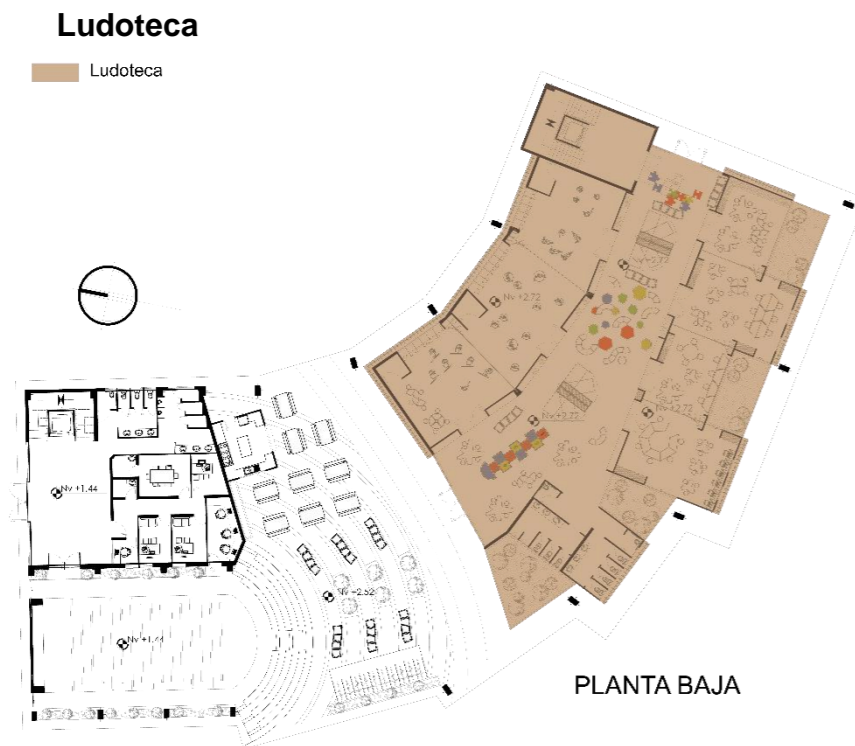 Ludoteca
Ludoteca
Nv +2.72
Nv +2.72
Nv +2.72
Nv +1.44
Nv +2.52
Nv +1.44
PLANTA BAJA